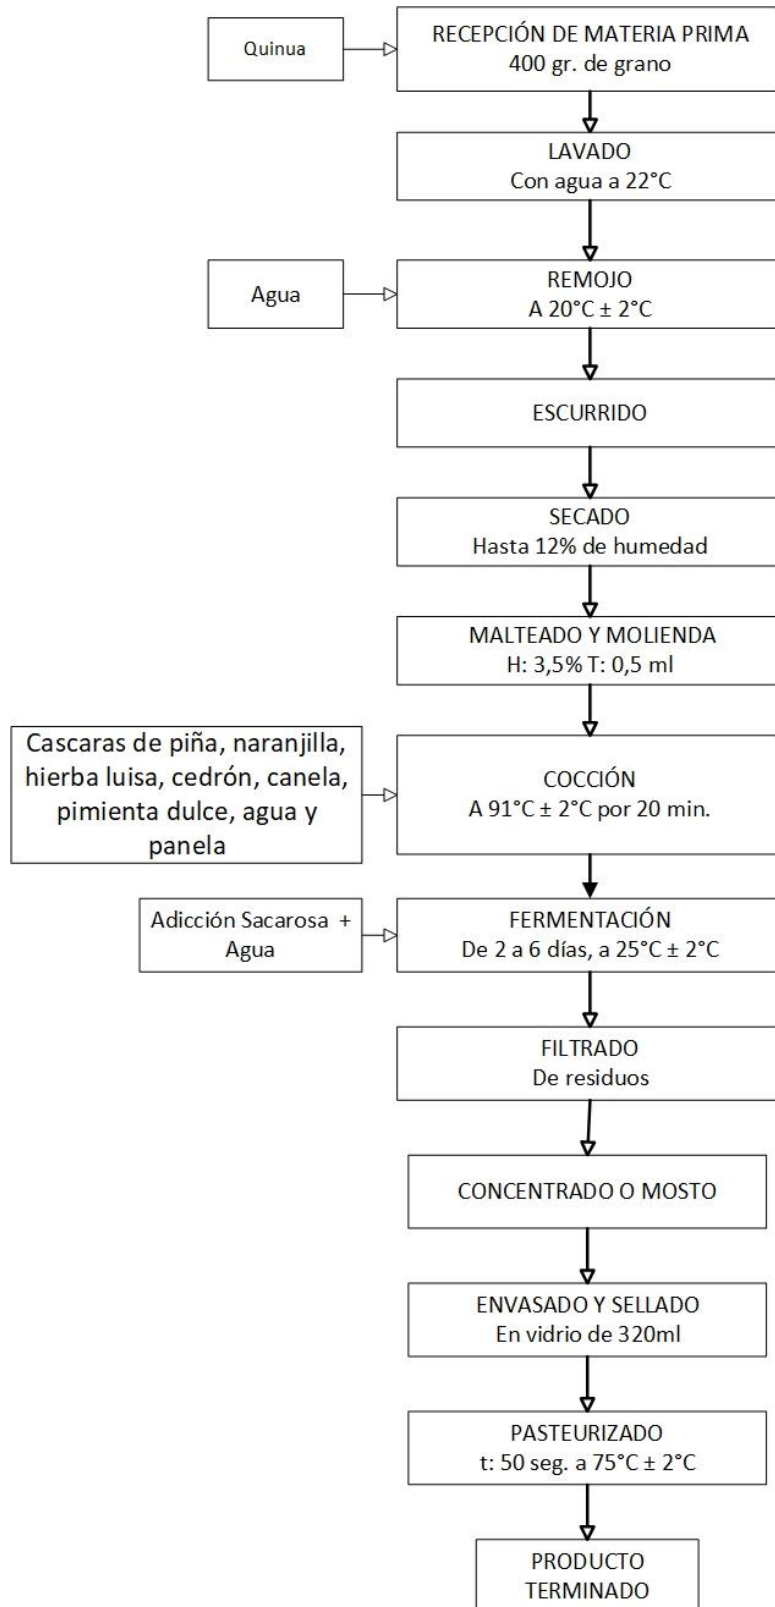 Quinua
RECEPCIÓN DE MATERIA PRIMA
400 gr. de grano
LAVADO
Con agua a 22°C
Agua
REMOJO
A 20°C ± 2°C
ESCURRIDO
SECADO
Hasta 12% de humedad
MALTEADO Y MOLIENDA
H: 3,5% T: 0,5 ml
Cascaras de piña, naranjilla,
hierba luisa, cedrón, canela,
pimienta dulce, agua y
panela
COCCIÓN
A 91°C ± 2°C por 20 min.
Adicción Sacarosa +
Agua
FERMENTACIÓN
De 2 a 6 días, a 25°C ± 2°C
FILTRADO
De residuos
CONCENTRADO O MOSTO
ENVASADO Y SELLADO
En vidrio de 320ml
PASTEURIZADO
t: 50 seg. a 75°C ± 2°C
PRODUCTO
TERMINADO